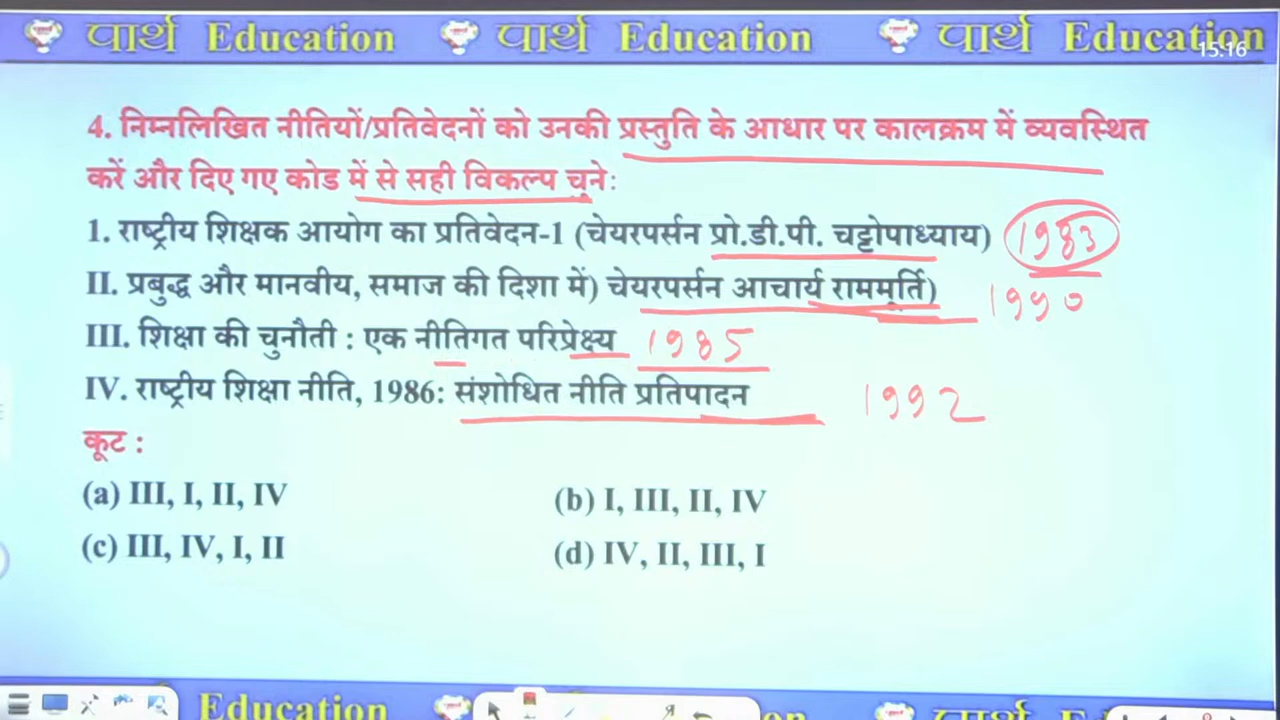 पार्थ Education पार्थ Education पार्थ Education
15:16
4. निम्नलिखित नीतियों/प्रतिवेदनों को उनकी प्रस्तुति के आधार पर कालक्रम में व्यवस्थित
करें और दिए गए कोड में से सही विकल्प चुने:
1. राष्ट्रीय शिक्षक आयोग का प्रतिवेदन-1 (चेयरपर्सन प्रो.डी.पी. चट्टोपाध्याय) 1983
II. प्रबुद्ध और मानवीय, समाज की दिशा में) चेयरपर्सन आचार्य राममूर्ति) 1990
III. शिक्षा की चुनौती : एक नीतिगत परिप्रेक्ष्य 1985
IV. राष्ट्रीय शिक्षा नीति, 1986: संशोधित नीति प्रतिपादन 1992
कूट :
(a) III, I, II, IV (b) I, III, II, IV
(c) III, IV, I, II (d) IV, II, III, I
Education